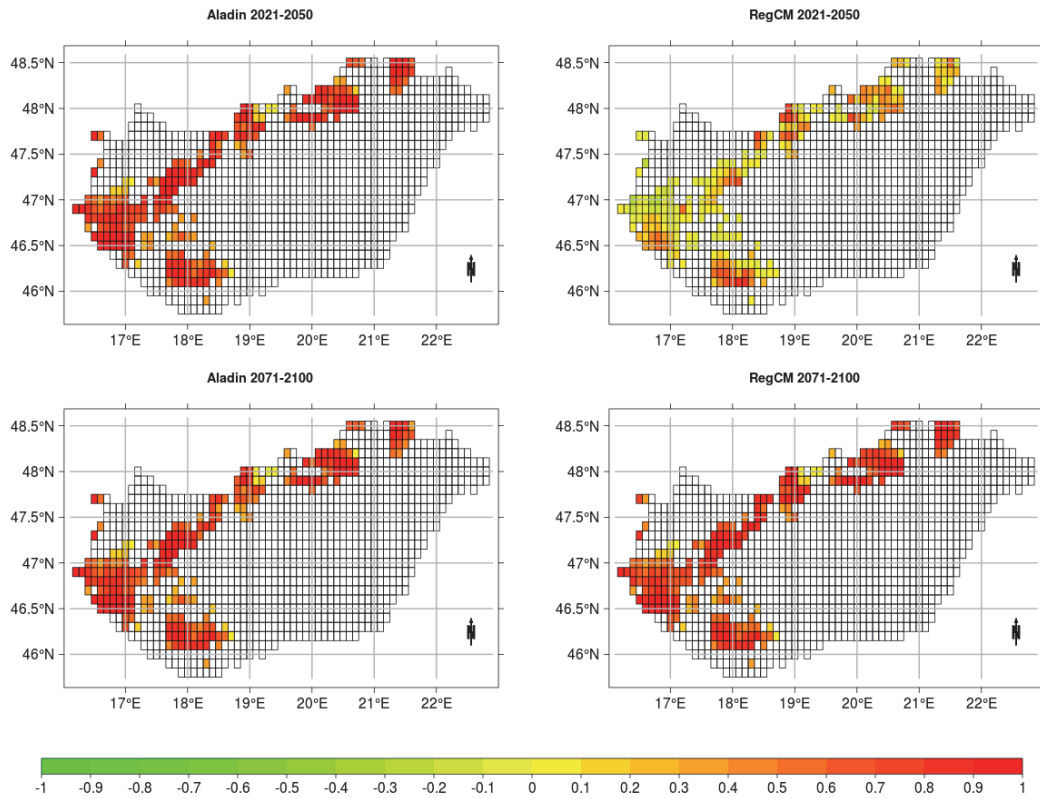 Aladin 2021-2050 RegCM 2021-2050
48.5°N 48.5°N
48°N 48°N
47.5°N 47.5°N
47°N 47°N
46.5°N 46.5°N
46°N N 46°N N
17°E 18°E 19°E 20°E 21°E 22°E 17°E 18°E 19°E 20°E 21°E 22°E
Aladin 2071-2100 RegCM 2071-2100
48.5°N 48.5°N
48°N 48°N
47.5°N 47.5°N
47°N 47°N
46.5°N 46.5°N
46°N N 46°N N
17°E 18°E 19°E 20°E 21°E 22°E 17°E 18°E 19°E 20°E 21°E 22°E
-1 -0.9 -0.8 -0.7 -0.6 -0.5 -0.4 -0.3 -0.2 -0.1 0 0.1 0.2 0.3 0.4 0.5 0.6 0.7 0.8 0.9 1